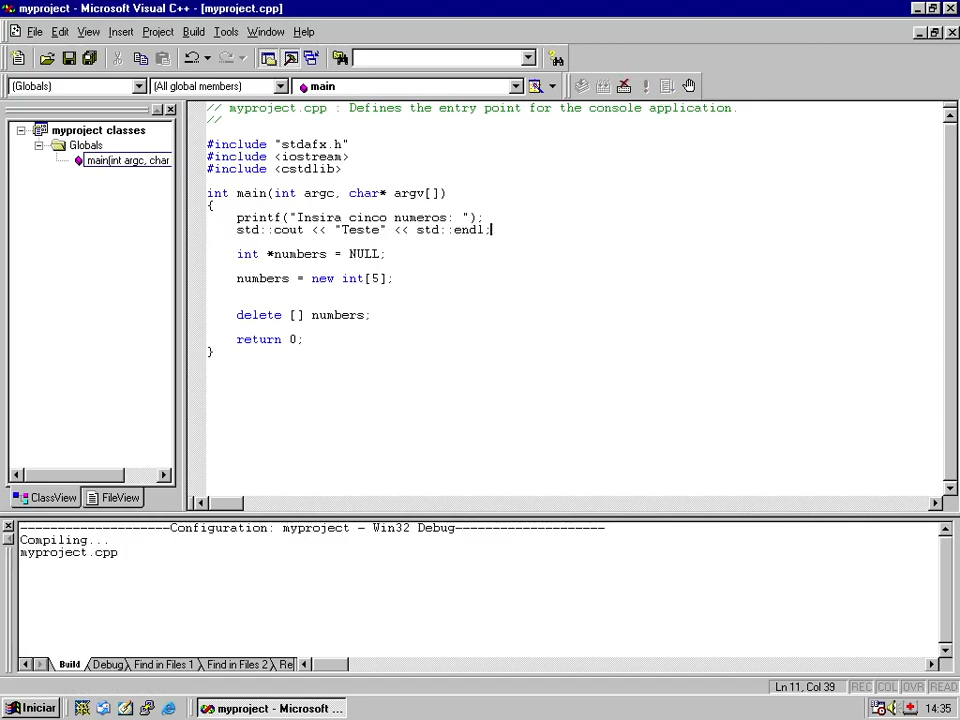 myproject - Microsoft Visual C++ - [myproject.cpp]
File Edit View Insert Project Build Tools Window Help
(Globals) (All global members) main
myproject classes
Globals
main(int argc, char
// myproject.cpp : Defines the entry point for the console application.
//
#include "stdafx.h"
#include <iostream>
#include <cstdlib>
int main(int argc, char* argv[])
{
printf("Insira cinco numeros: ");
std::cout << "Teste" << std::endl;
int *numbers = NULL;
numbers = new int[5];
delete [] numbers;
return 0;
}
ClassView FileView
--------------------Configuration: myproject - Win32 Debug--------------------
Compiling...
myproject.cpp
Build Debug Find in Files 1 Find in Files 2 Re
Ln 11, Col 39 REC COL OVR READ
Iniciar myproject - Microsoft ... 14:35